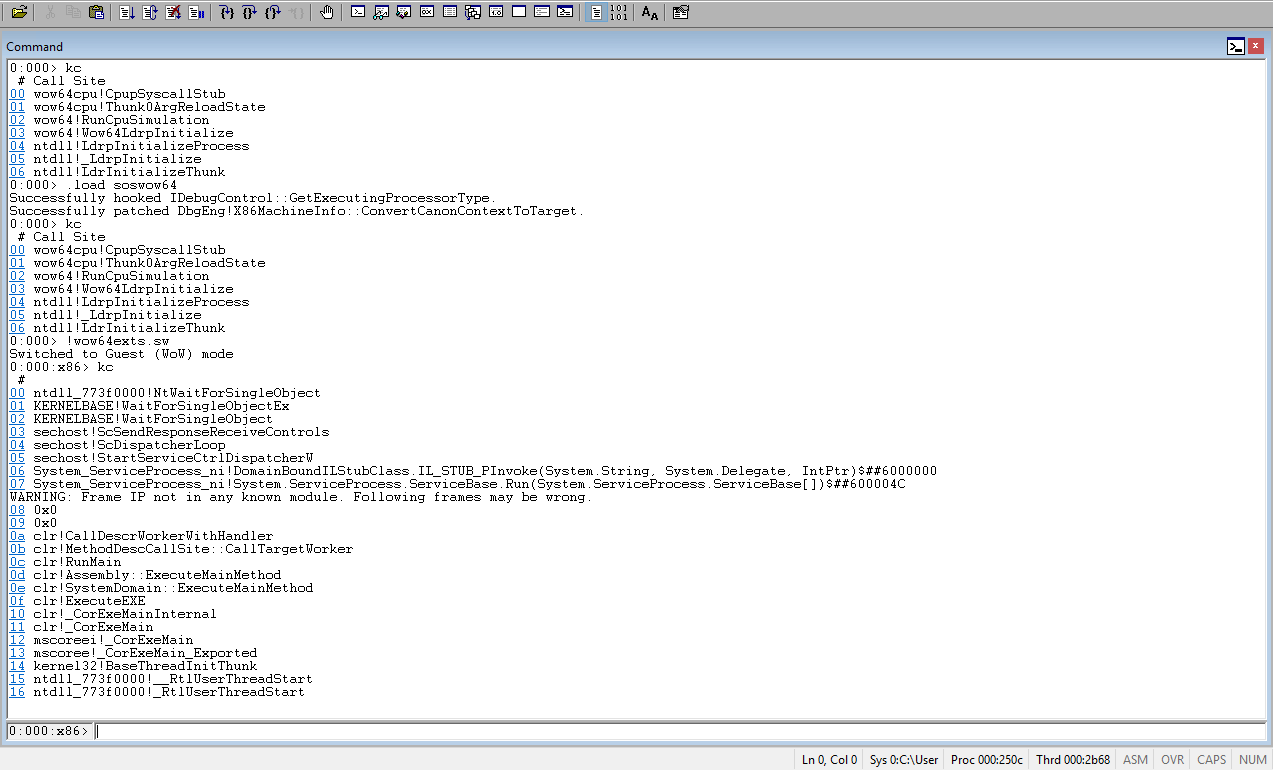 Command
0:000> kc
 # Call Site
00 wow64cpu!CpupSyscallStub
01 wow64cpu!Thunk0ArgReloadState
02 wow64!RunCpuSimulation
03 wow64!Wow64LdrpInitialize
04 ntdll!LdrpInitializeProcess
05 ntdll!_LdrpInitialize
06 ntdll!LdrInitializeThunk
0:000> .load soswow64
Successfully hooked IDebugControl::GetExecutingProcessorType.
Successfully patched DbgEng!X86MachineInfo::ConvertCanonContextToTarget.
0:000> kc
 # Call Site
00 wow64cpu!CpupSyscallStub
01 wow64cpu!Thunk0ArgReloadState
02 wow64!RunCpuSimulation
03 wow64!Wow64LdrpInitialize
04 ntdll!LdrpInitializeProcess
05 ntdll!_LdrpInitialize
06 ntdll!LdrInitializeThunk
0:000> !wow64exts.sw
Switched to Guest (WoW) mode
0:000:x86> kc
 #
00 ntdll_773f0000!NtWaitForSingleObject
01 KERNELBASE!WaitForSingleObjectEx
02 KERNELBASE!WaitForSingleObject
03 sechost!ScSendResponseReceiveControls
04 sechost!ScDispatcherLoop
05 sechost!StartServiceCtrlDispatcherW
06 System_ServiceProcess_ni!DomainBoundILStubClass.IL_STUB_PInvoke(System.String, System.Delegate, IntPtr)$##6000000
07 System_ServiceProcess_ni!System.ServiceProcess.ServiceBase.Run(System.ServiceProcess.ServiceBase[])$##600004C
WARNING: Frame IP not in any known module. Following frames may be wrong.
08 0x0
09 0x0
0a clr!CallDescrWorkerWithHandler
0b clr!MethodDescCallSite::CallTargetWorker
0c clr!RunMain
0d clr!Assembly::ExecuteMainMethod
0e clr!SystemDomain::ExecuteMainMethod
0f clr!ExecuteEXE
10 clr!_CorExeMainInternal
11 clr!_CorExeMain
12 mscoreei!_CorExeMain
13 mscoree!_CorExeMain_Exported
14 kernel32!BaseThreadInitThunk
15 ntdll_773f0000!__RtlUserThreadStart
16 ntdll_773f0000!_RtlUserThreadStart
0:000:x86>
Ln 0, Col 0 Sys 0:C:\User Proc 000:250c Thrd 000:2b68 ASM OVR CAPS NUM